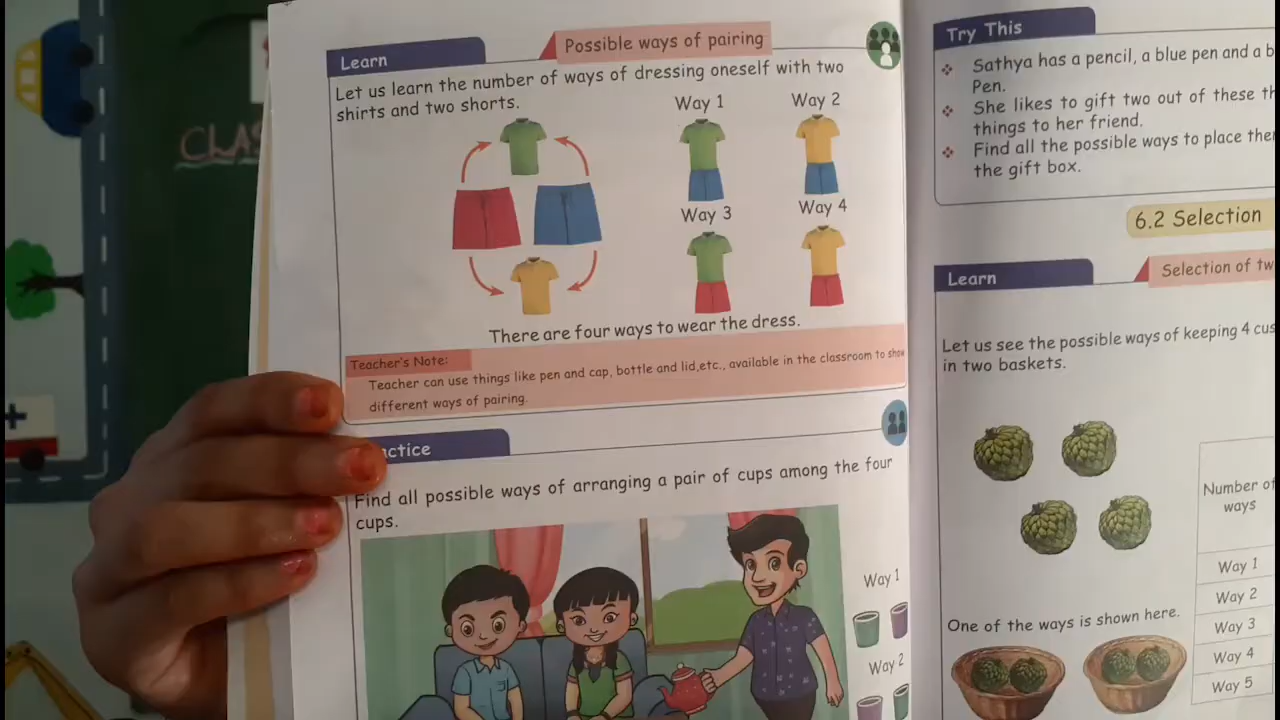 CLAS
Learn
Possible ways of pairing
Let us learn the number of ways of dressing oneself with two
shirts and two shorts.
Way 1
Way 2
Way 3
Way 4
There are four ways to wear the dress.
Teacher's Note:
Teacher can use things like pen and cap, bottle and lid,etc., available in the classroom to show
different ways of pairing.
ctice
Find all possible ways of arranging a pair of cups among the four
cups.
Way 1
Way 2
Try This
❖ Sathya has a pencil, a blue pen and a b
Pen.
❖ She likes to gift two out of these th
things to her friend.
❖ Find all the possible ways to place the
the gift box.
6.2 Selection
Learn
Selection of tw
Let us see the possible ways of keeping 4 cus
in two baskets.
Number of
ways
Way 1
Way 2
Way 3
Way 4
Way 5
One of the ways is shown here.